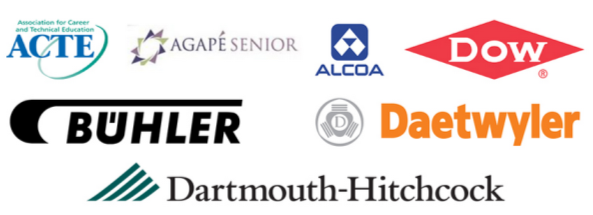 Association for Career
and Technical Education
ACTE
AGAPÉ SENIOR
ALCOA
Dow
®
BÜHLER
D
Daetwyler
Dartmouth-Hitchcock